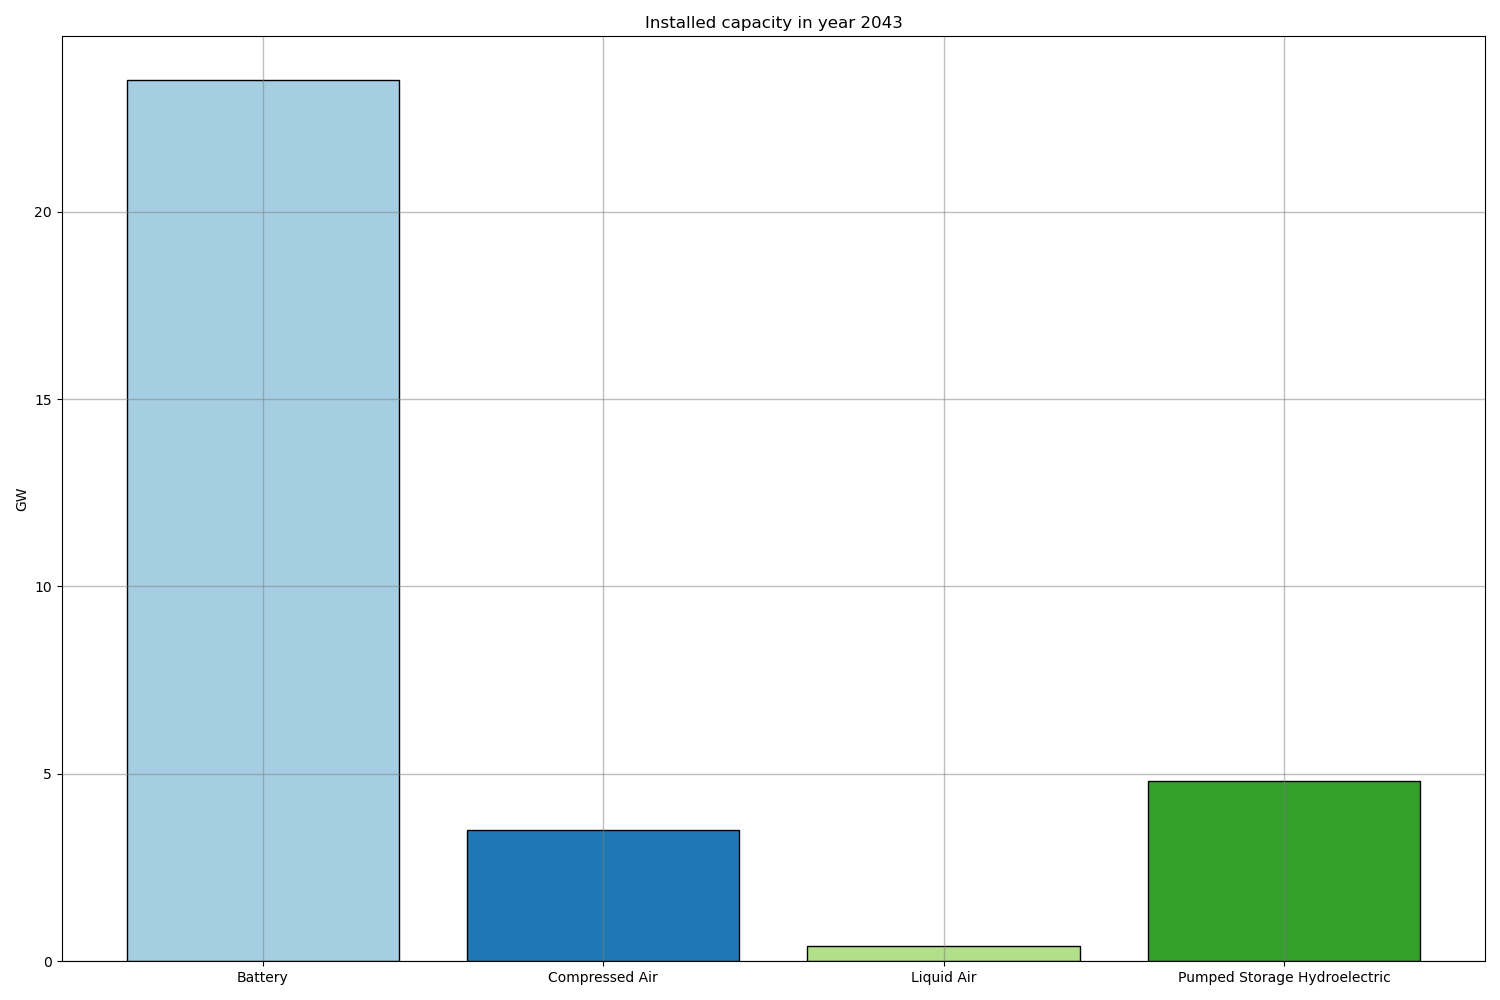 Installed capacity in year 2043
GW
20
15
10
5
0
Battery
Compressed Air
Liquid Air
Pumped Storage Hydroelectric